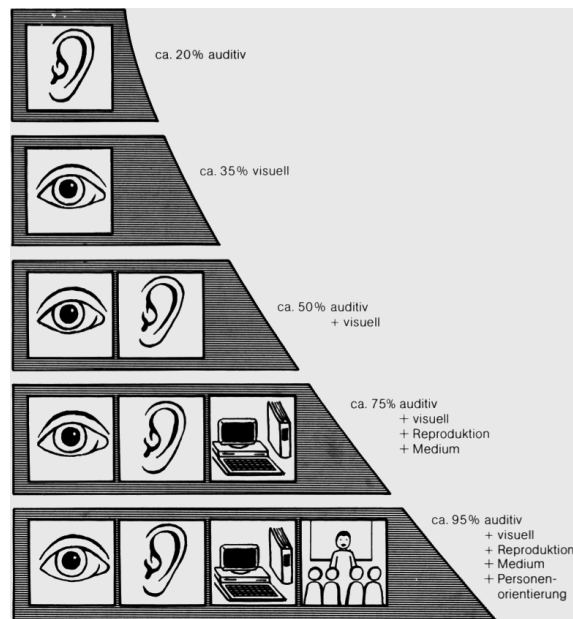 ca. 20% auditiv
ca. 35% visuell
ca. 50% auditiv
+ visuell
ca. 75% auditiv
+ visuell
+ Reproduktion
+ Medium
ca. 95% auditiv
+ visuell
+ Reproduktion
+ Medium
+ Personen-
orientierung